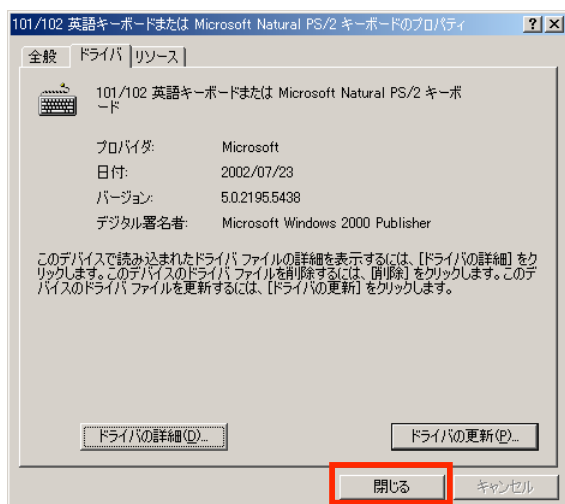 101/102 英語キーボードまたは Microsoft Natural PS/2 キーボードのプロパティ
全般 ドライバ リソース
101/102 英語キーボードまたは Microsoft Natural PS/2 キーボ
ード
プロバイダ: Microsoft
日付: 2002/07/23
バージョン: 5.0.2195.5438
デジタル署名者: Microsoft Windows 2000 Publisher
このデバイスで読み込まれたドライバ ファイルの詳細を表示するには、[ドライバの詳細] をク
リックします。このデバイスのドライバ ファイルを削除するには、[削除] をクリックします。このデ
バイスのドライバ ファイルを更新するには、[ドライバの更新] をクリックします。
ドライバの詳細(D)... ドライバの更新(P)...
閉じる キャンセル